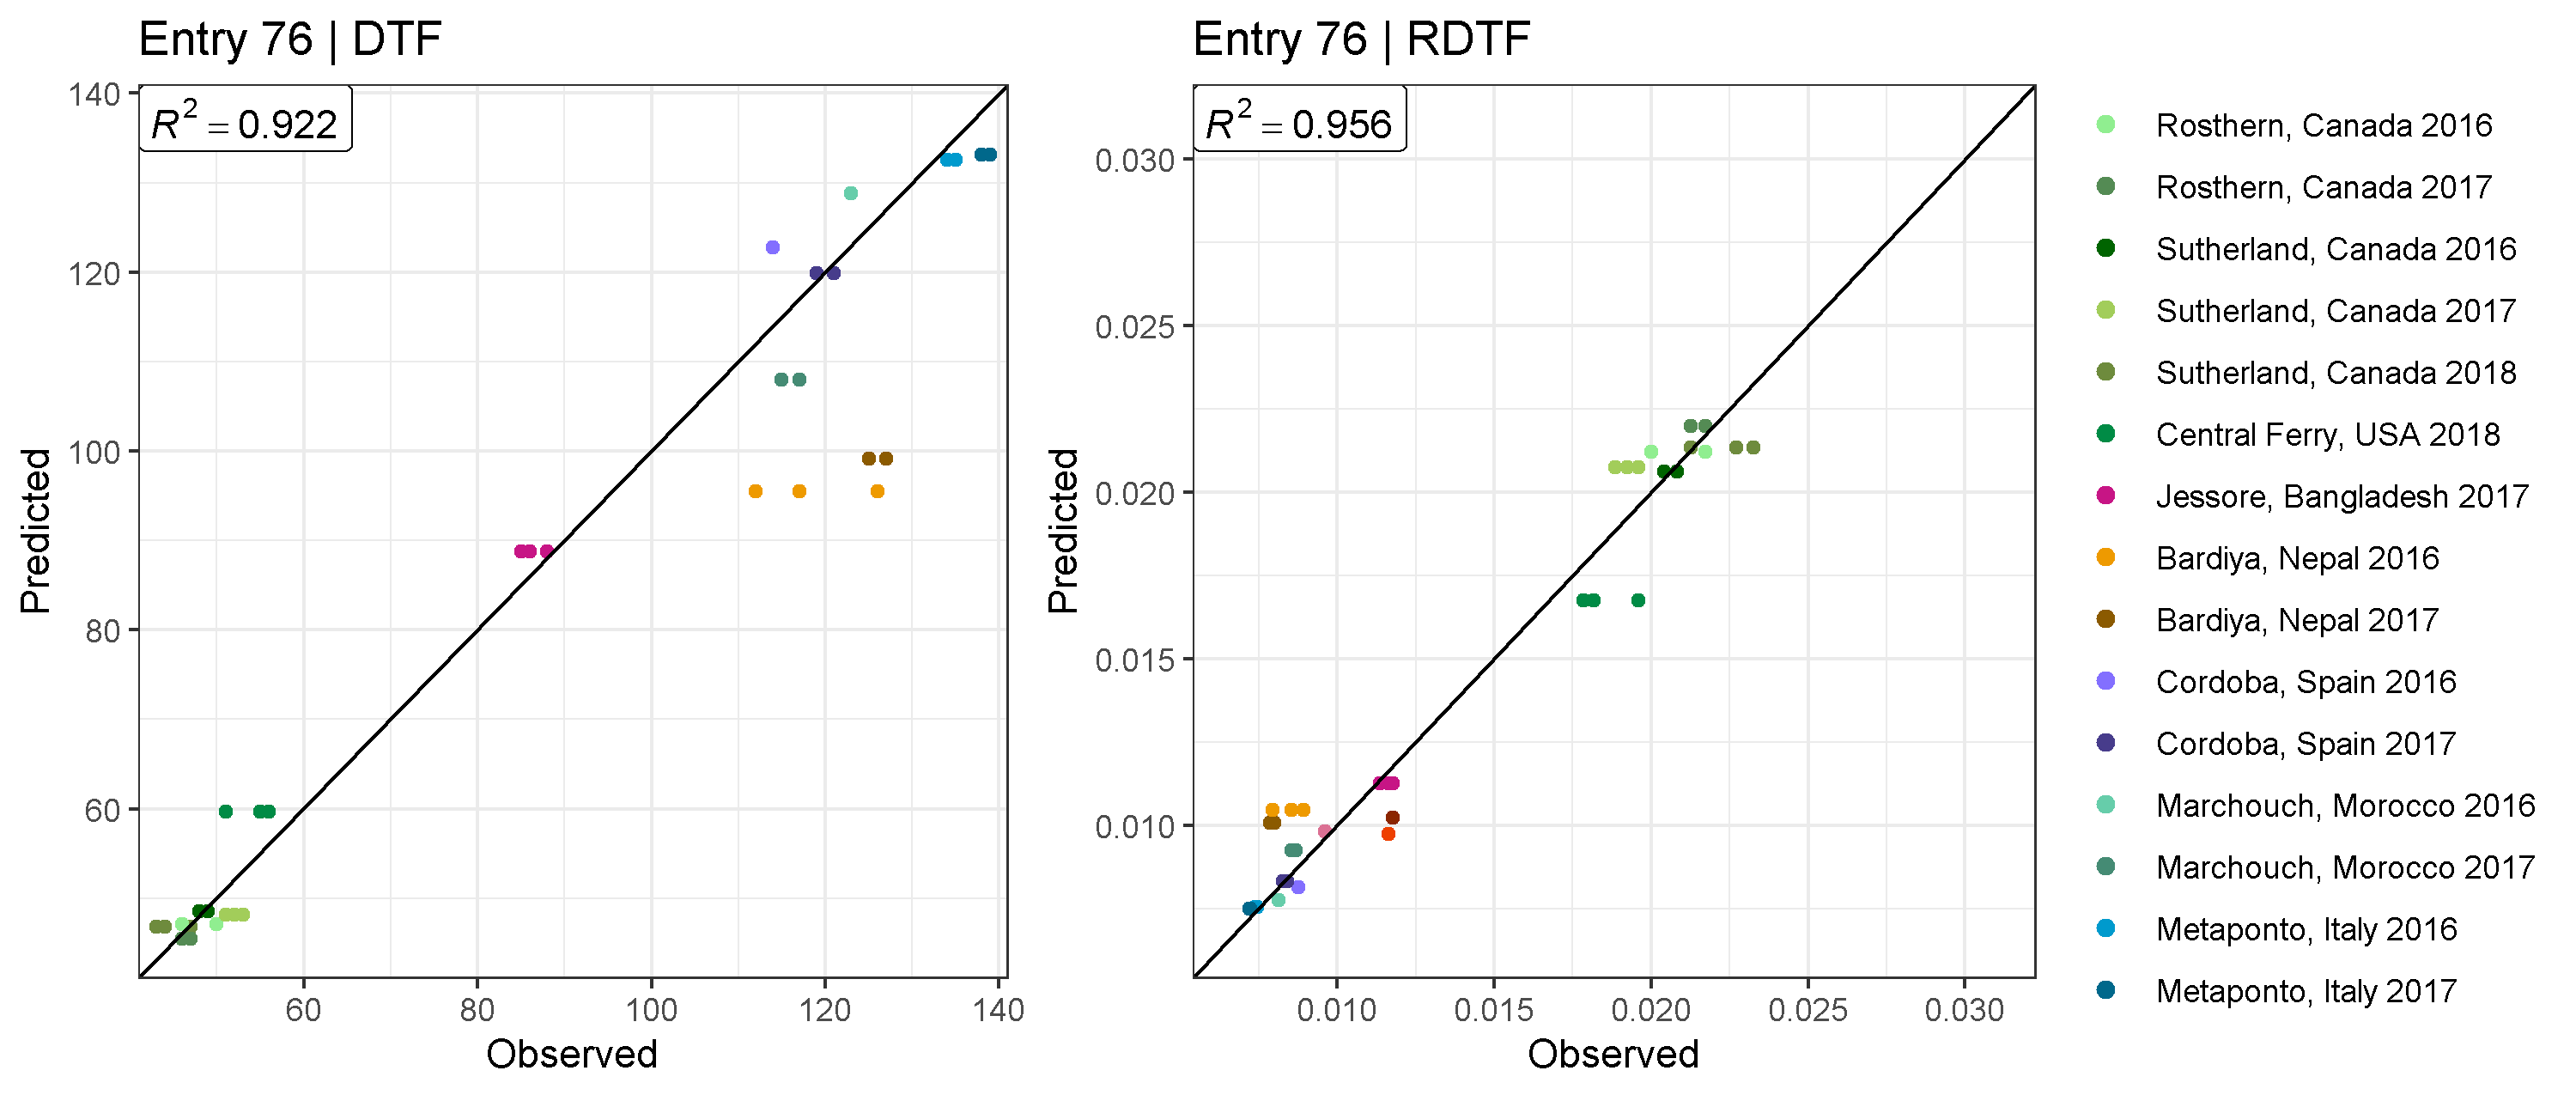 Entry 76 | DTF
R² = 0.922
140
120
100
80
60
Predicted
60 80 100 120 140
Observed
Entry 76 | RDTF
R² = 0.956
0.030
0.025
0.020
0.015
0.010
Predicted
0.010 0.015 0.020 0.025 0.030
Observed
Rosthern, Canada 2016
Rosthern, Canada 2017
Sutherland, Canada 2016
Sutherland, Canada 2017
Sutherland, Canada 2018
Central Ferry, USA 2018
Jessore, Bangladesh 2017
Bardiya, Nepal 2016
Bardiya, Nepal 2017
Cordoba, Spain 2016
Cordoba, Spain 2017
Marchouch, Morocco 2016
Marchouch, Morocco 2017
Metaponto, Italy 2016
Metaponto, Italy 2017